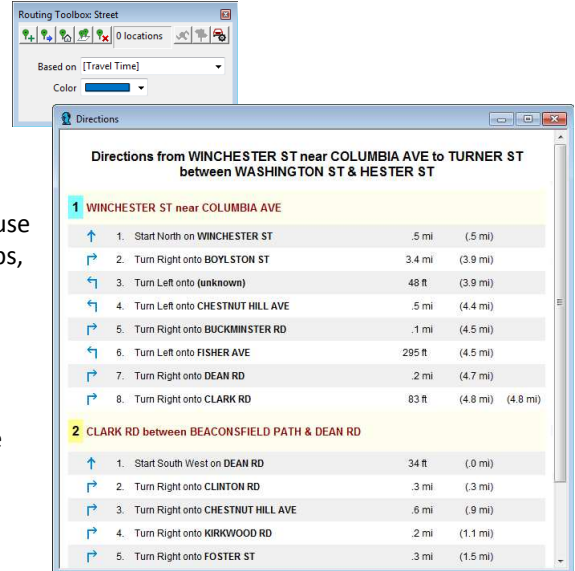 Routing Toolbox: Street
0 locations
Based on [Travel Time]
Color
Directions
use
os,
e
Directions from WINCHESTER ST near COLUMBIA AVE to TURNER ST
between WASHINGTON ST & HESTER ST
1 WINCHESTER ST near COLUMBIA AVE
1. Start North on WINCHESTER ST .5 mi (.5 mi)
2. Turn Right onto BOYLSTON ST 3.4 mi (3.9 mi)
3. Turn Left onto (unknown) 48 ft (3.9 mi)
4. Turn Left onto CHESTNUT HILL AVE .5 mi (4.4 mi)
5. Turn Right onto BUCKMINSTER RD .1 mi (4.5 mi)
6. Turn Left onto FISHER AVE 295 ft (4.5 mi)
7. Turn Right onto DEAN RD .2 mi (4.7 mi)
8. Turn Right onto CLARK RD 83 ft (4.8 mi) (4.8 mi)
2 CLARK RD between BEACONSFIELD PATH & DEAN RD
1. Start South West on DEAN RD 34 ft (.0 mi)
2. Turn Right onto CLINTON RD .3 mi (.3 mi)
3. Turn Right onto CHESTNUT HILL AVE .6 mi (.9 mi)
4. Turn Right onto KIRKWOOD RD .2 mi (1.1 mi)
5. Turn Right onto FOSTER ST .3 mi (1.5 mi)